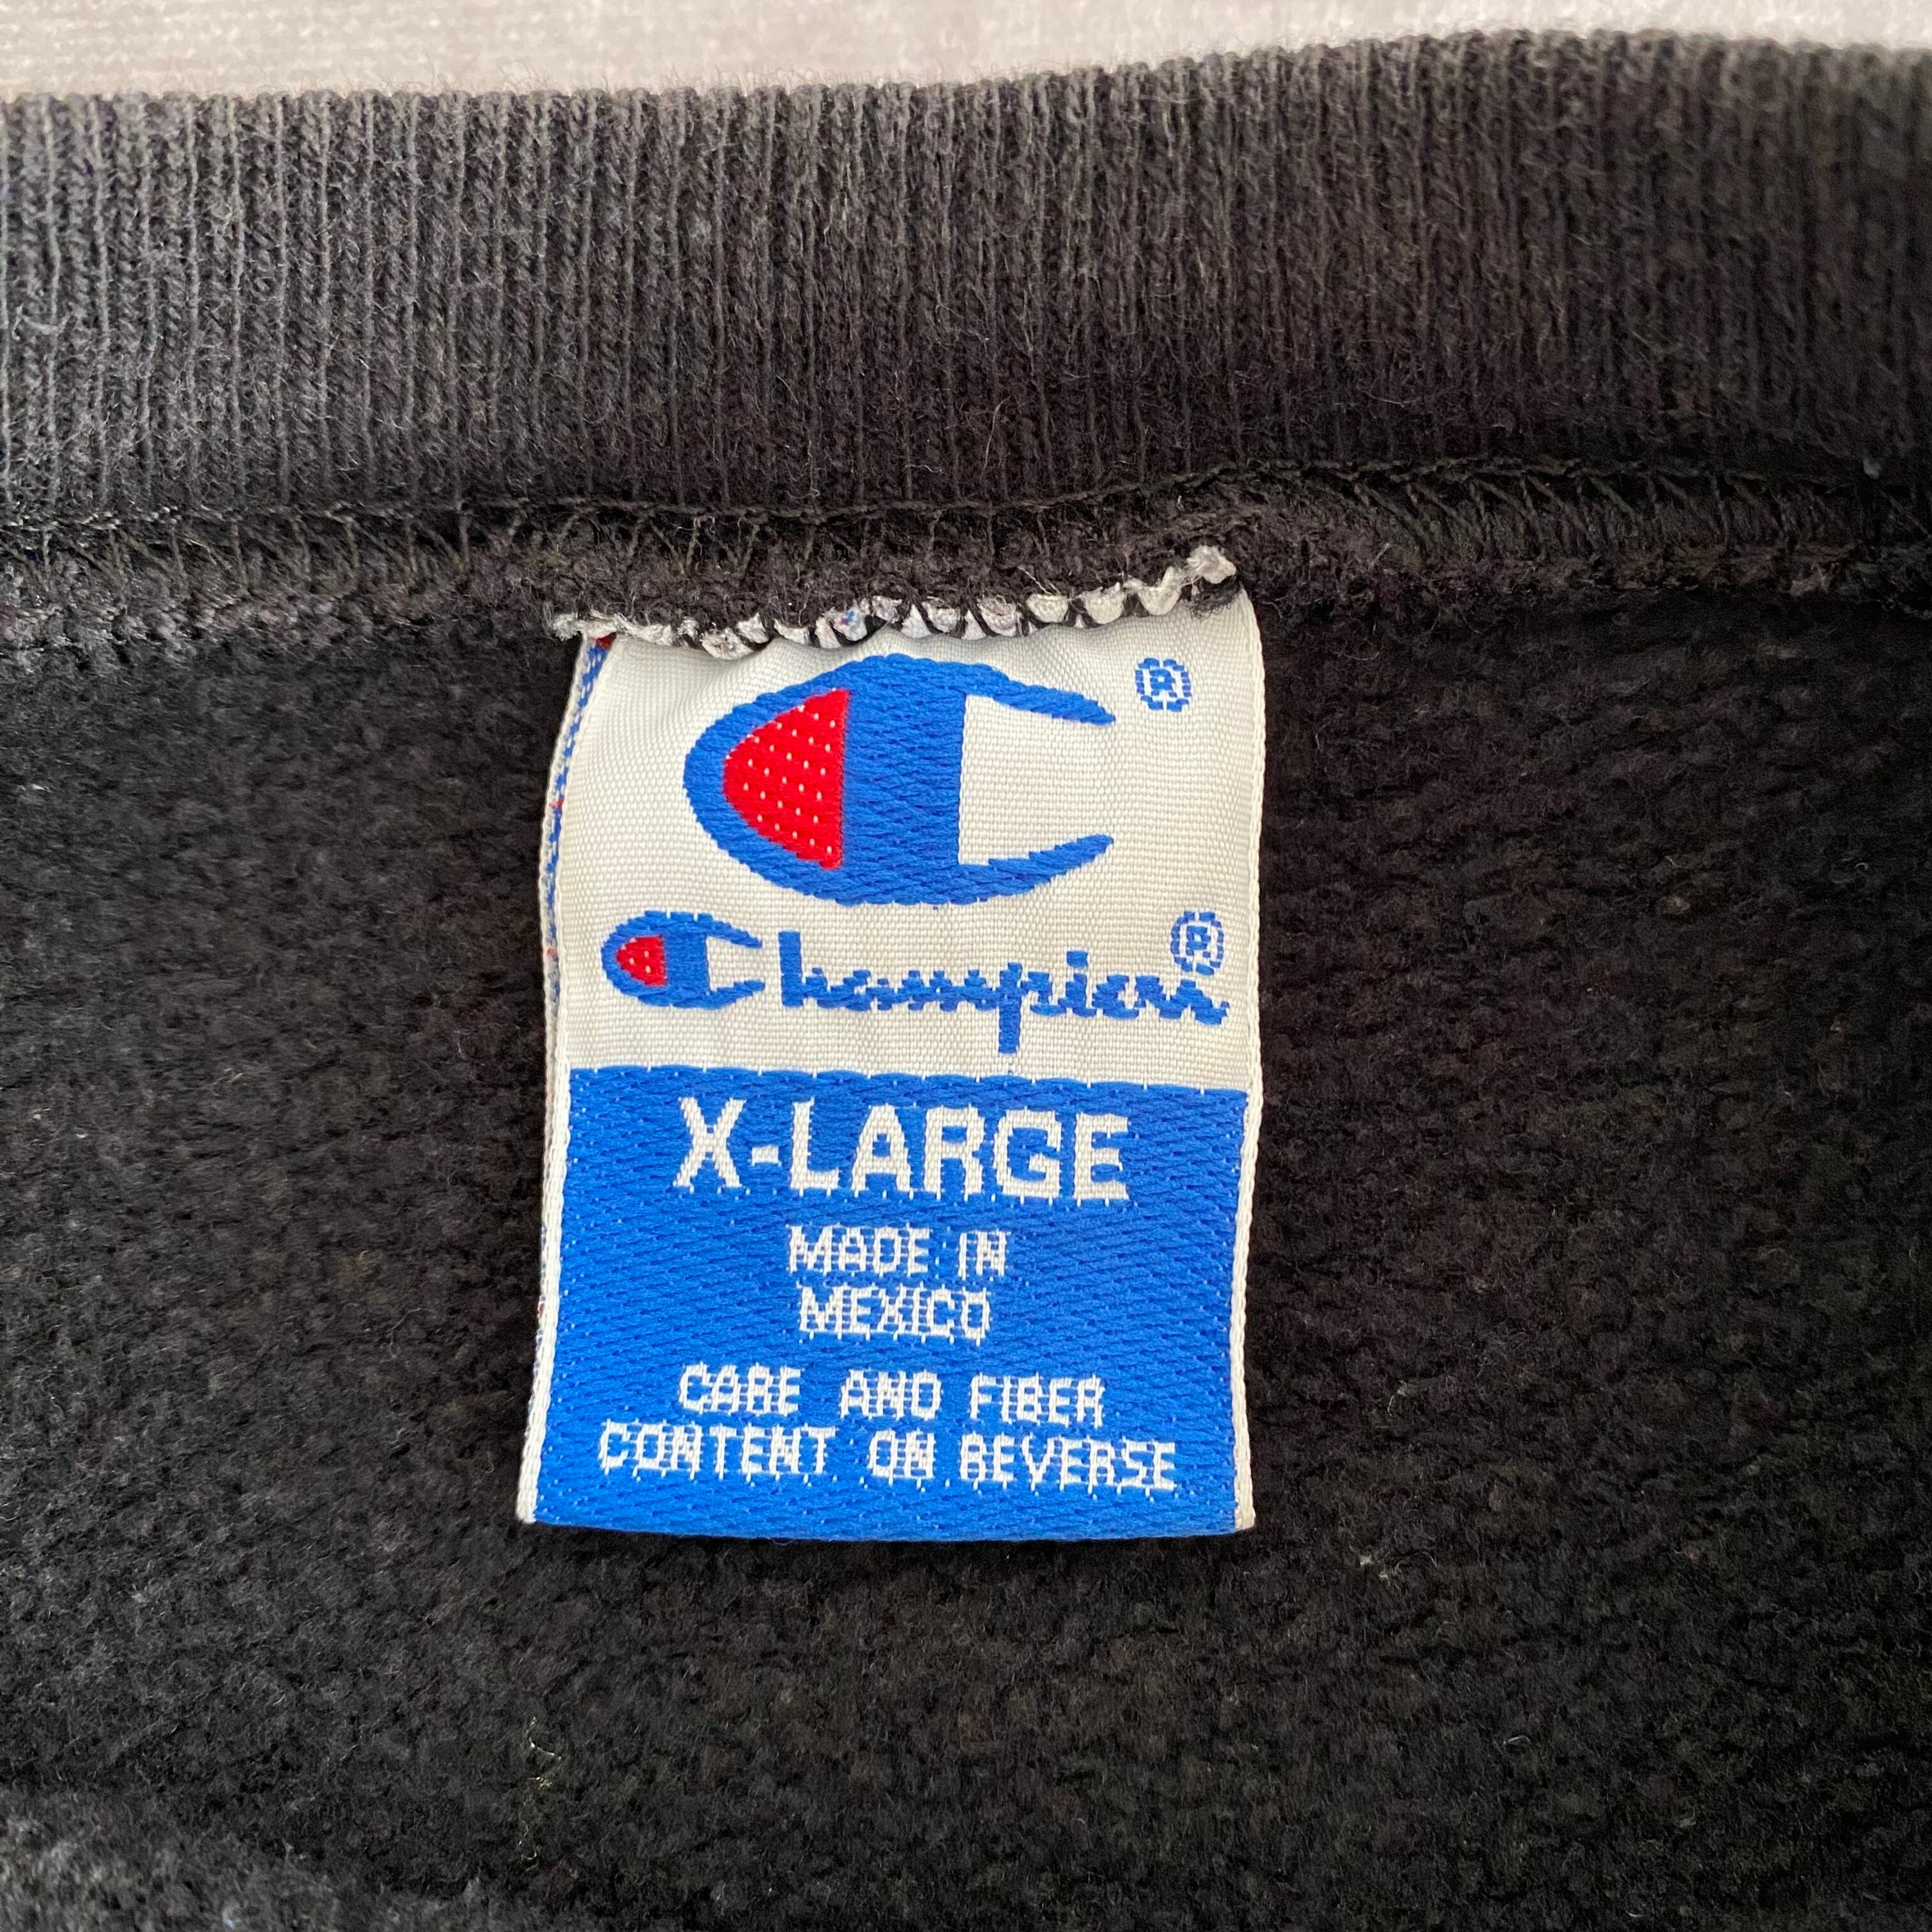 ®
Champion®
X-LARGE
MADE IN
MEXICO
CARE AND FIBER
CONTENT ON REVERSE